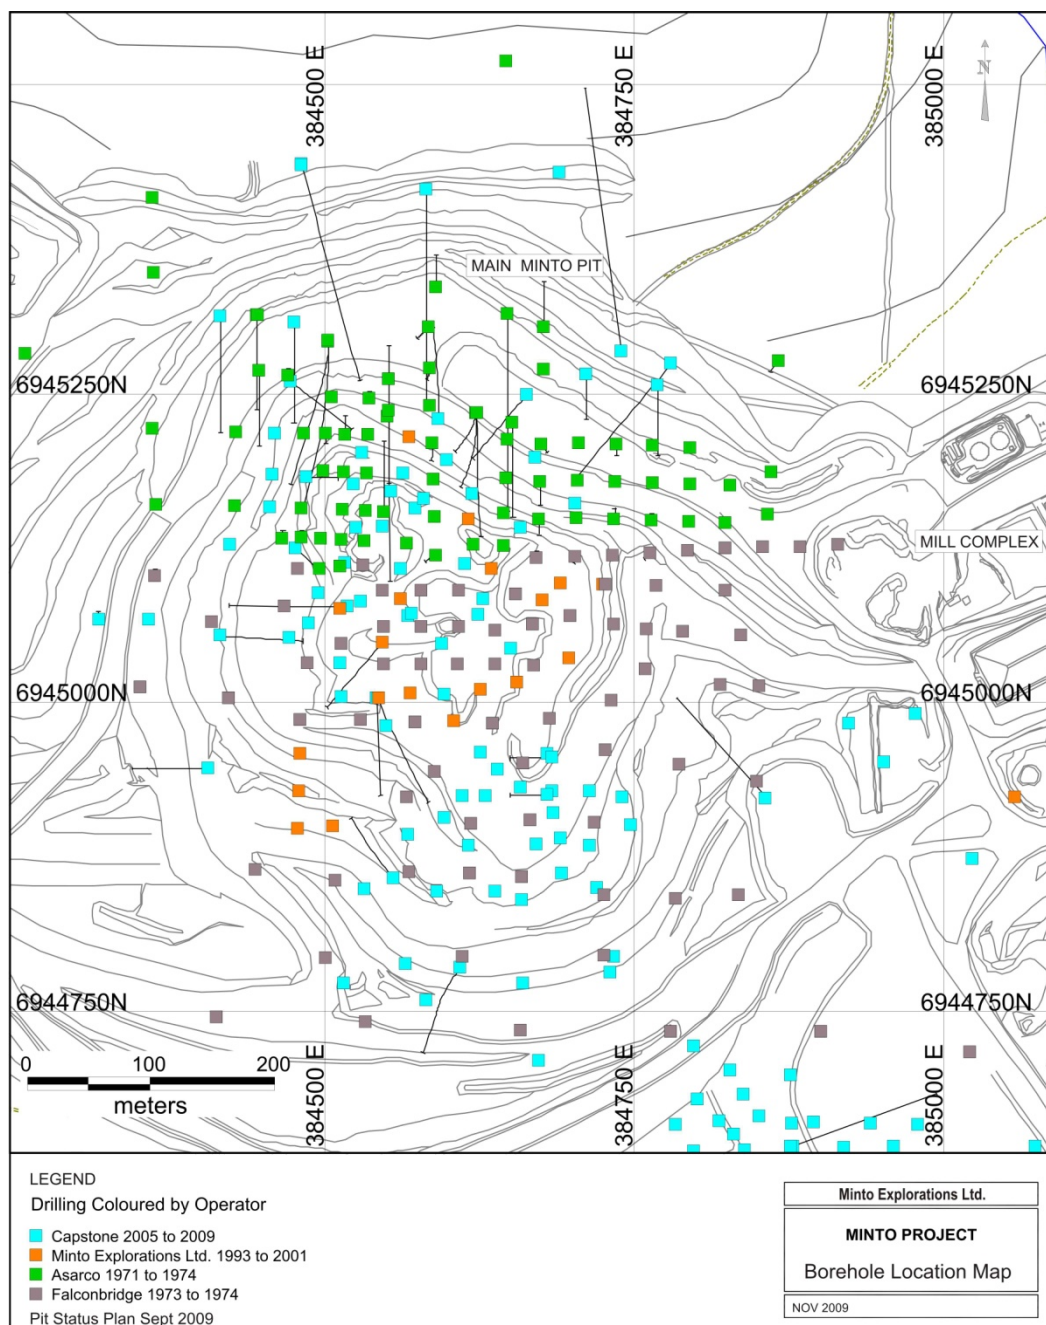 384500 E
384750 E
385000 E
N
MAIN MINTO PIT
6945250N
6945250N
MILL COMPLEX
6945000N
6945000N
6944750N
6944750N
0 100 200
meters
384500 E
384750 E
385000 E
LEGEND
Drilling Coloured by Operator
Capstone 2005 to 2009
Minto Explorations Ltd. 1993 to 2001
Asarco 1971 to 1974
Falconbridge 1973 to 1974
Pit Status Plan Sept 2009
Minto Explorations Ltd.
MINTO PROJECT
Borehole Location Map
NOV 2009